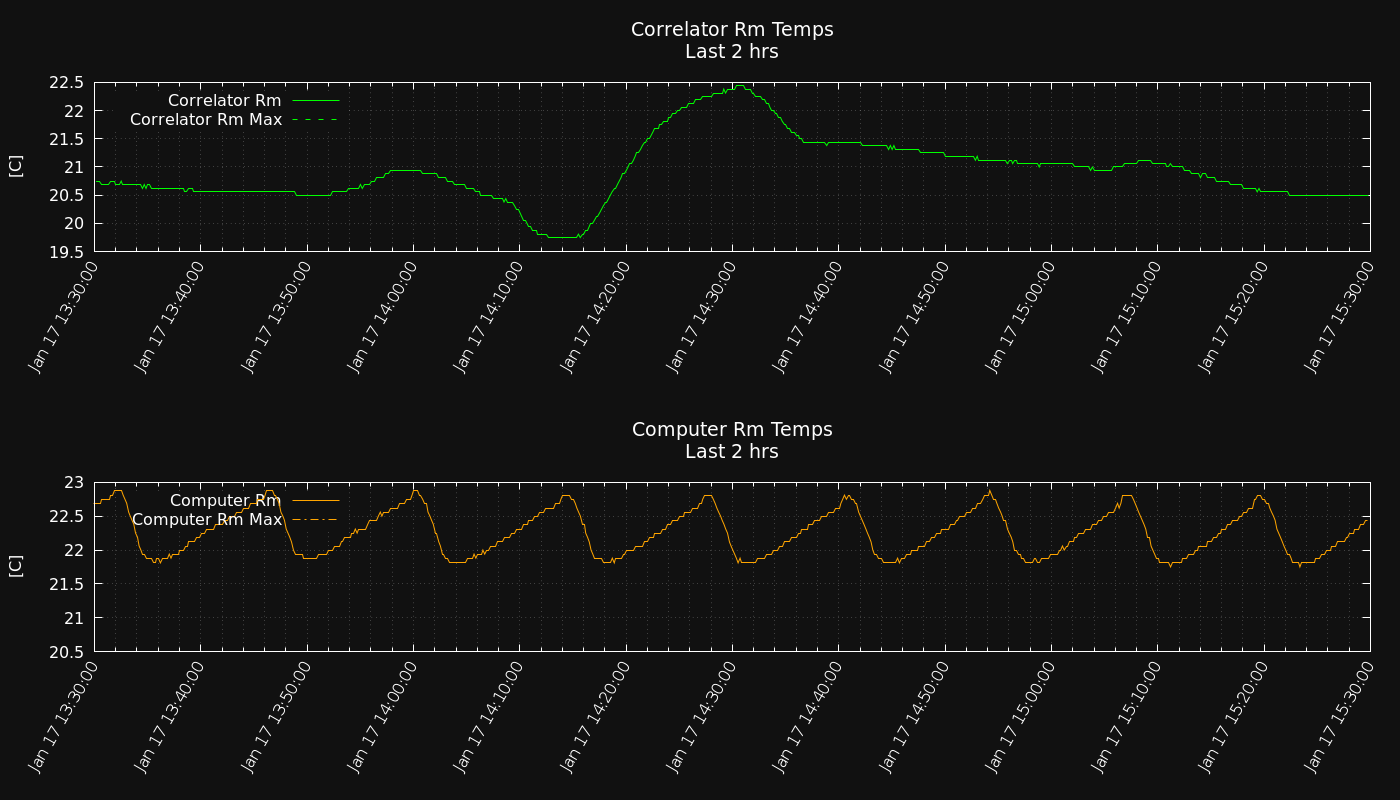 Correlator Rm Temps
Last 2 hrs
22.5
22
21.5
21
20.5
20
19.5
[C]
Correlator Rm
Correlator Rm Max
Jan 17 13:30:00
Jan 17 13:40:00
Jan 17 13:50:00
Jan 17 14:00:00
Jan 17 14:10:00
Jan 17 14:20:00
Jan 17 14:30:00
Jan 17 14:40:00
Jan 17 14:50:00
Jan 17 15:00:00
Jan 17 15:10:00
Jan 17 15:20:00
Jan 17 15:30:00
Computer Rm Temps
Last 2 hrs
23
22.5
22
21.5
21
20.5
[C]
Computer Rm
Computer Rm Max
Jan 17 13:30:00
Jan 17 13:40:00
Jan 17 13:50:00
Jan 17 14:00:00
Jan 17 14:10:00
Jan 17 14:20:00
Jan 17 14:30:00
Jan 17 14:40:00
Jan 17 14:50:00
Jan 17 15:00:00
Jan 17 15:10:00
Jan 17 15:20:00
Jan 17 15:30:00